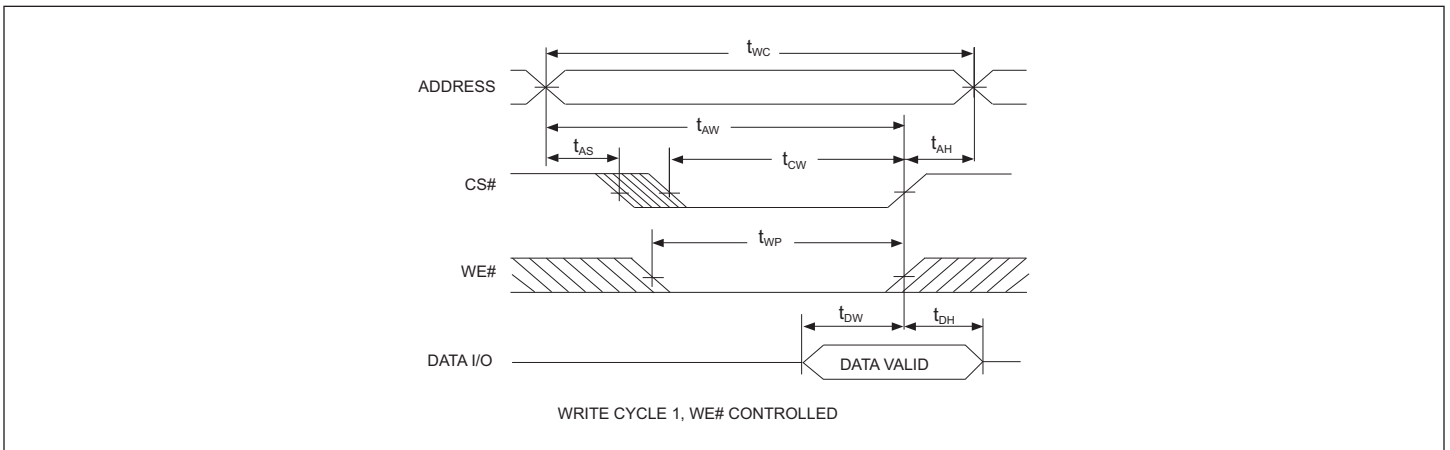 tWC
ADDRESS
tAW
tAS
tCW
tAH
CS#
tWP
WE#
tDW
tDH
DATA I/O
DATA VALID
WRITE CYCLE 1, WE# CONTROLLED